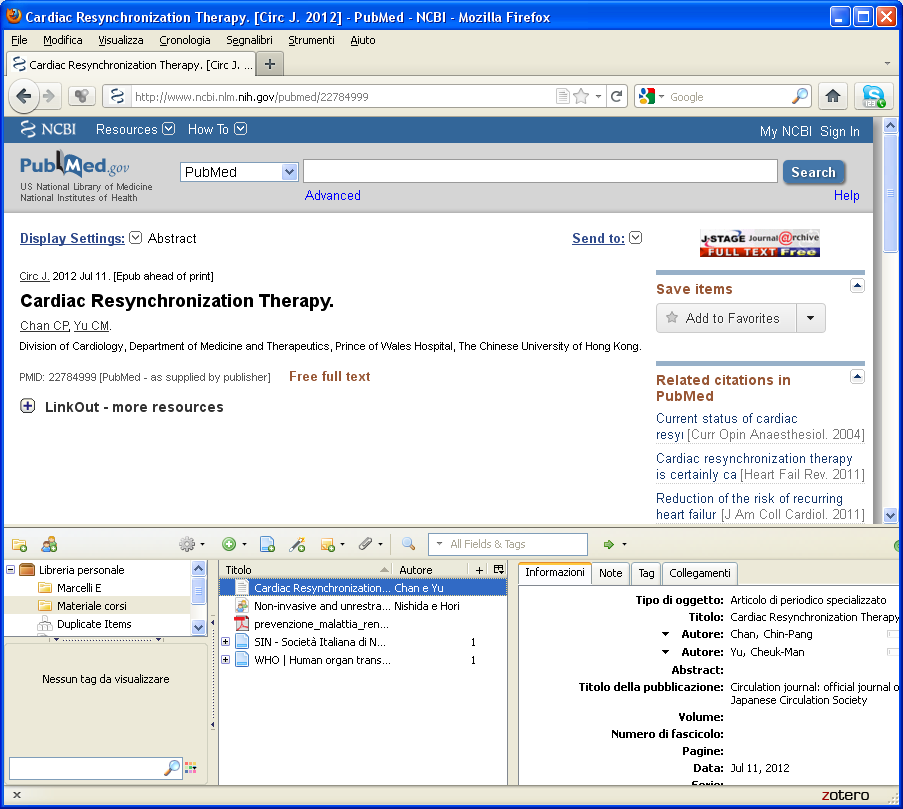 Cardiac Resynchronization Therapy. [Circ J. 2012] - PubMed - NCBI - Mozilla Firefox
File Modifica Visualizza Cronologia Segnalibri Strumenti Aiuto
Cardiac Resynchronization Therapy. [Circ J. ...
http://www.ncbi.nlm.nih.gov/pubmed/22784999
Google
NCBI Resources How To My NCBI Sign In
PubMed.gov
US National Library of Medicine
National Institutes of Health
PubMed
Search
Advanced
Help
Display Settings: Abstract
Send to:
J-STAGE Journal@rchive
FULL TEXT Free
Circ J. 2012 Jul 11. [Epub ahead of print]
Cardiac Resynchronization Therapy.
Chan CP, Yu CM.
Division of Cardiology, Department of Medicine and Therapeutics, Prince of Wales Hospital, The Chinese University of Hong Kong.
PMID: 22784999 [PubMed - as supplied by publisher] Free full text
LinkOut - more resources
Save items
Add to Favorites
Related citations in
PubMed
Current status of cardiac
resyı [Curr Opin Anaesthesiol. 2004]
Cardiac resynchronization therapy
is certainly ca [Heart Fail Rev. 2011]
Reduction of the risk of recurring
heart failur [J Am Coll Cardiol. 2011]
All Fields & Tags
Libreria personale
Marcelli E
Materiale corsi
Duplicate Items
Nessun tag da visualizzare
Titolo Autore
Cardiac Resynchronization... Chan e Yu
Non-invasive and unrestra... Nishida e Hori
prevenzione_malattia_ren...
SIN - Società Italiana di N... 1
WHO | Human organ trans... 1
Informazioni Note Tag Collegamenti
Tipo di oggetto: Articolo di periodico specializzato
Titolo: Cardiac Resynchronization Therapy
Autore: Chan, Chin-Pang
Autore: Yu, Cheuk-Man
Abstract:
Titolo della pubblicazione: Circulation journal: official journal o
Japanese Circulation Society
Volume:
Numero di fascicolo:
Pagine:
Data: Jul 11, 2012
Serie:
zotero